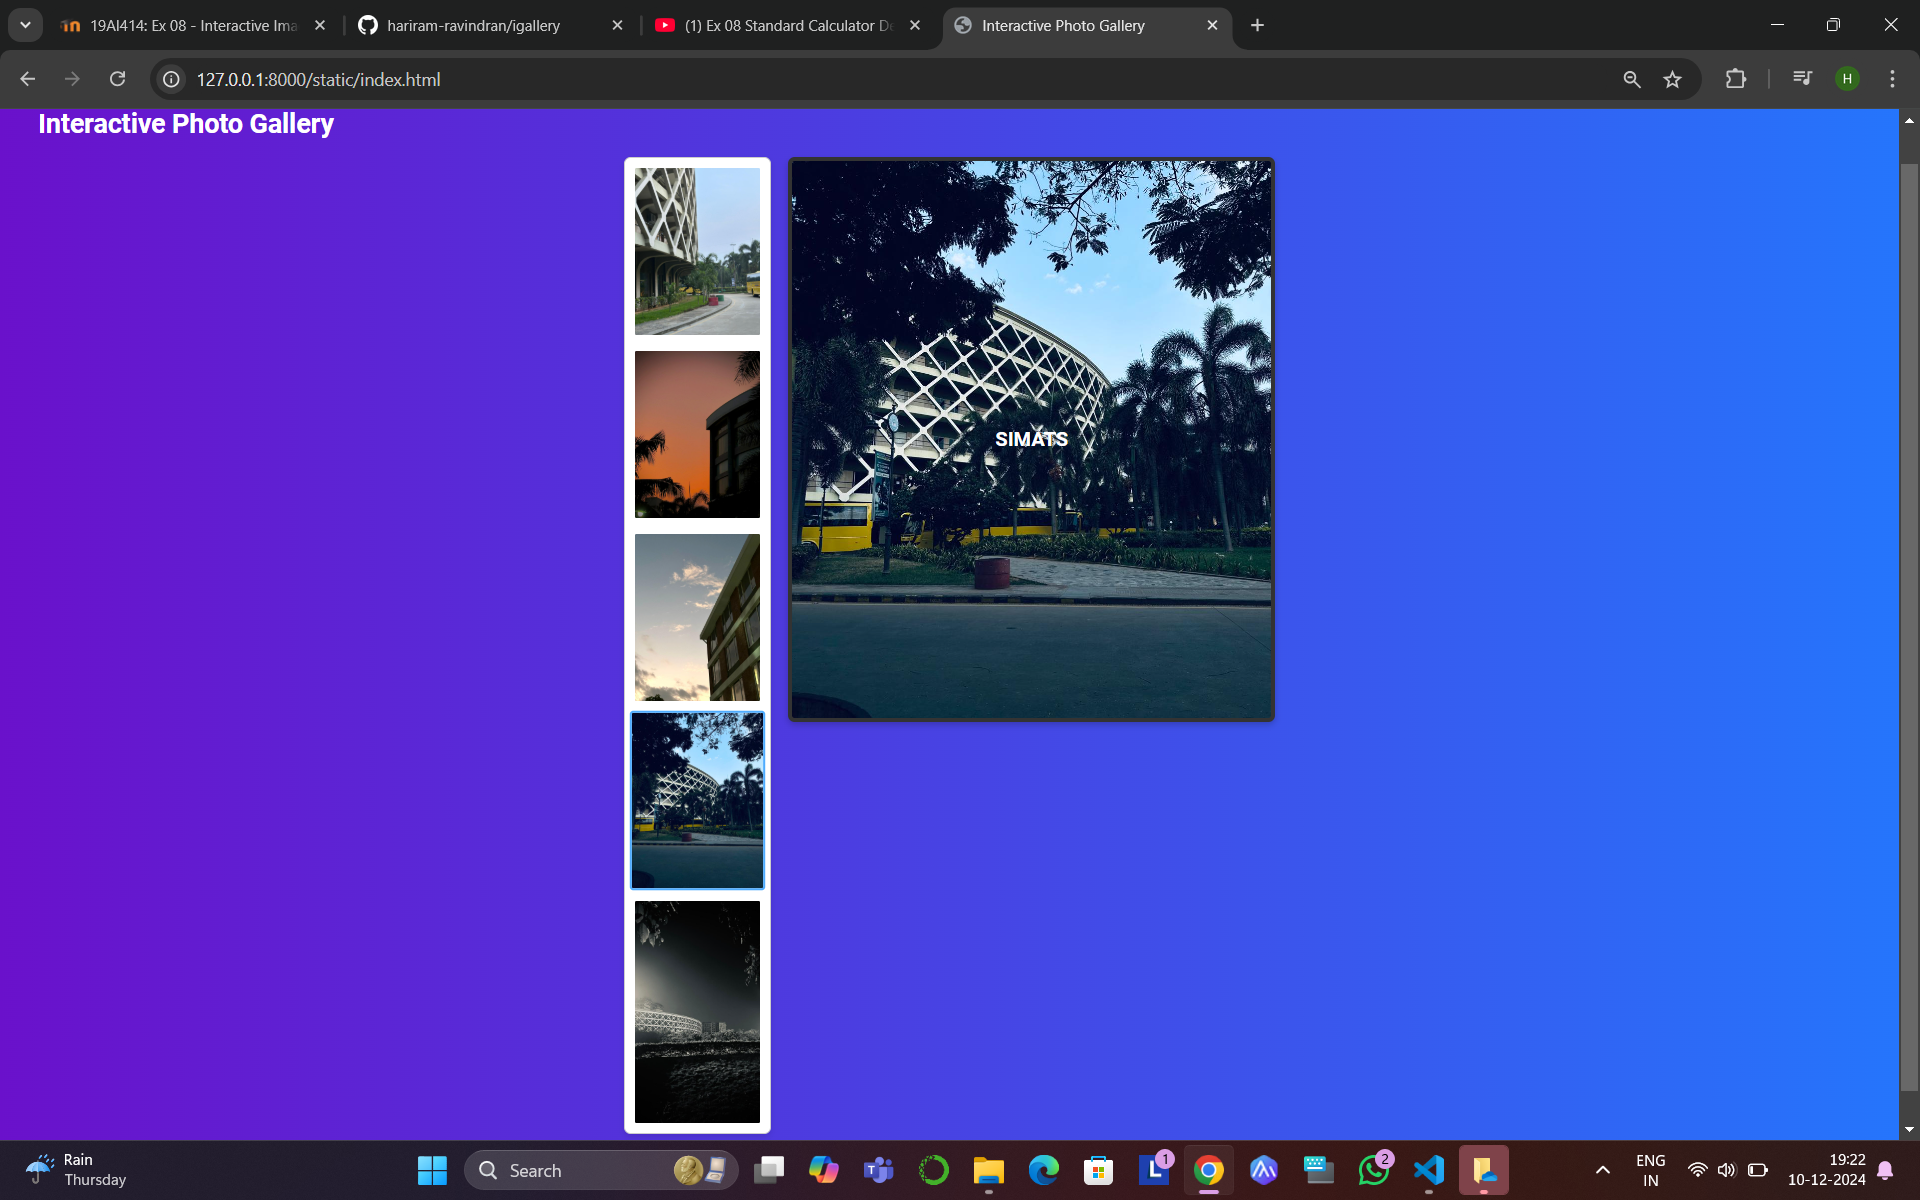 19AI414: Ex 08 - Interactive Ima
hariram-ravindran/igallery
(1) Ex 08 Standard Calculator De
Interactive Photo Gallery
127.0.0.1:8000/static/index.html
H
Interactive Photo Gallery
SIMATS
Rain
Thursday
Search
1
2
ENG
IN
19:22
10-12-2024